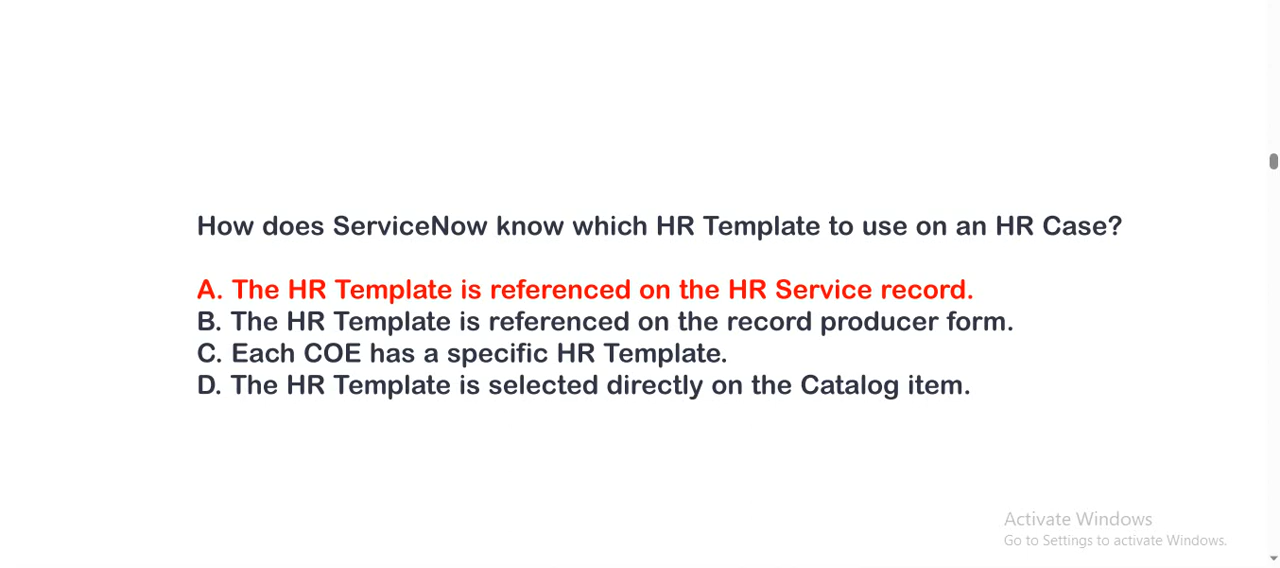 How does ServiceNow know which HR Template to use on an HR Case?
A. The HR Template is referenced on the HR Service record.
B. The HR Template is referenced on the record producer form.
C. Each COE has a specific HR Template.
D. The HR Template is selected directly on the Catalog item.
Activate Windows
Go to Settings to activate Windows.